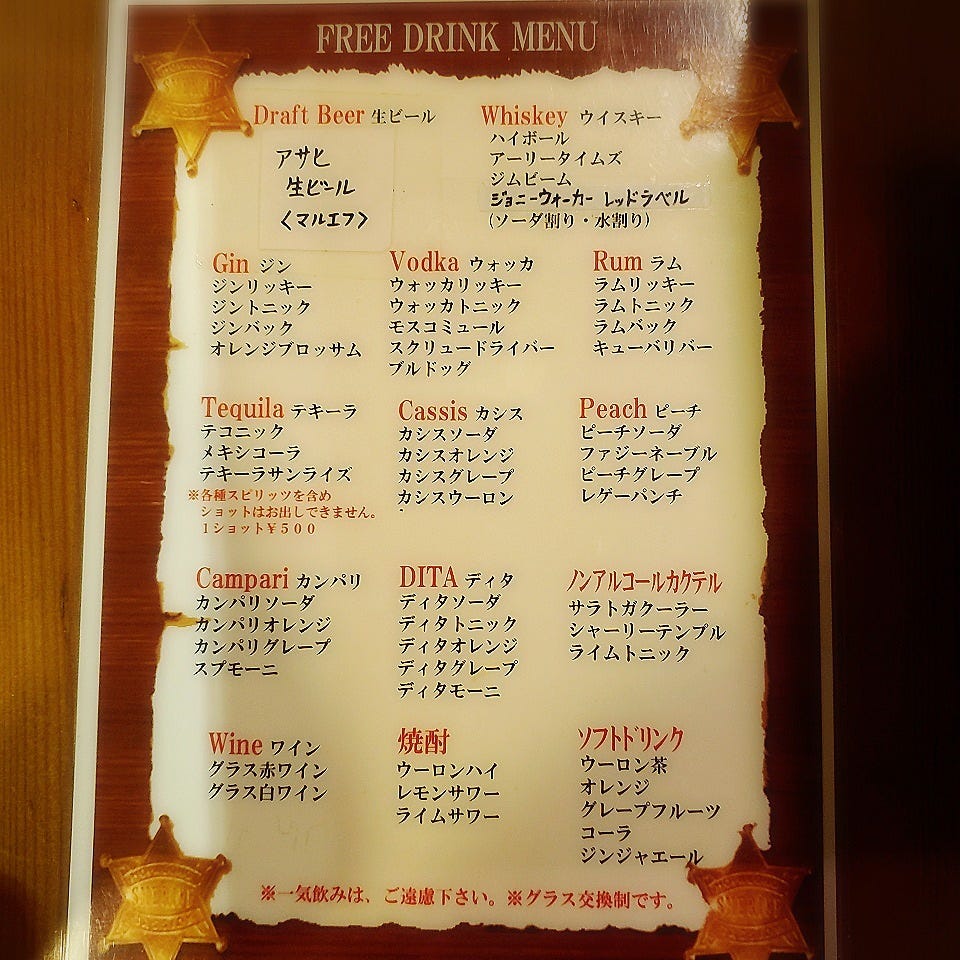 FREE DRINK MENU
Draft Beer 生ビール
アサヒ
生ビール
〈マルエフ〉
Whiskey ウイスキー
ハイボール
アーリータイムズ
ジムビーム
ジョニーウォーカー レッドラベル
(ソーダ割り・水割り)
Gin ジン
ジンリッキー
ジントニック
ジンバック
オレンジブロッサム
Vodka ウォッカ
ウォッカリッキー
ウォッカトニック
モスコミュール
スクリュードライバー
ブルドッグ
Rum ラム
ラムリッキー
ラムトニック
ラムバック
キューバリバー
Tequila テキーラ
テコニック
メキシコーラ
テキーラサンライズ
※各種スピリッツを含め
ショットはお出しできません。
1ショット¥500
Cassis カシス
カシスソーダ
カシスオレンジ
カシスグレープ
カシスウーロン
Peach ピーチ
ピーチソーダ
ファジーネーブル
ピーチグレープ
レゲーパンチ
Campari カンパリ
カンパリソーダ
カンパリオレンジ
カンパリグレープ
スプモーニ
DITA ディタ
ディタソーダ
ディタトニック
ディタオレンジ
ディタグレープ
ディタモーニ
ノンアルコールカクテル
サラトガクーラー
シャーリーテンプル
ライムトニック
Wine ワイン
グラス赤ワイン
グラス白ワイン
焼酎
ウーロンハイ
レモンサワー
ライムサワー
ソフトドリンク
ウーロン茶
オレンジ
グレープフルーツ
コーラ
ジンジャエール
※一気飲みは、ご遠慮下さい。※グラス交換制です。